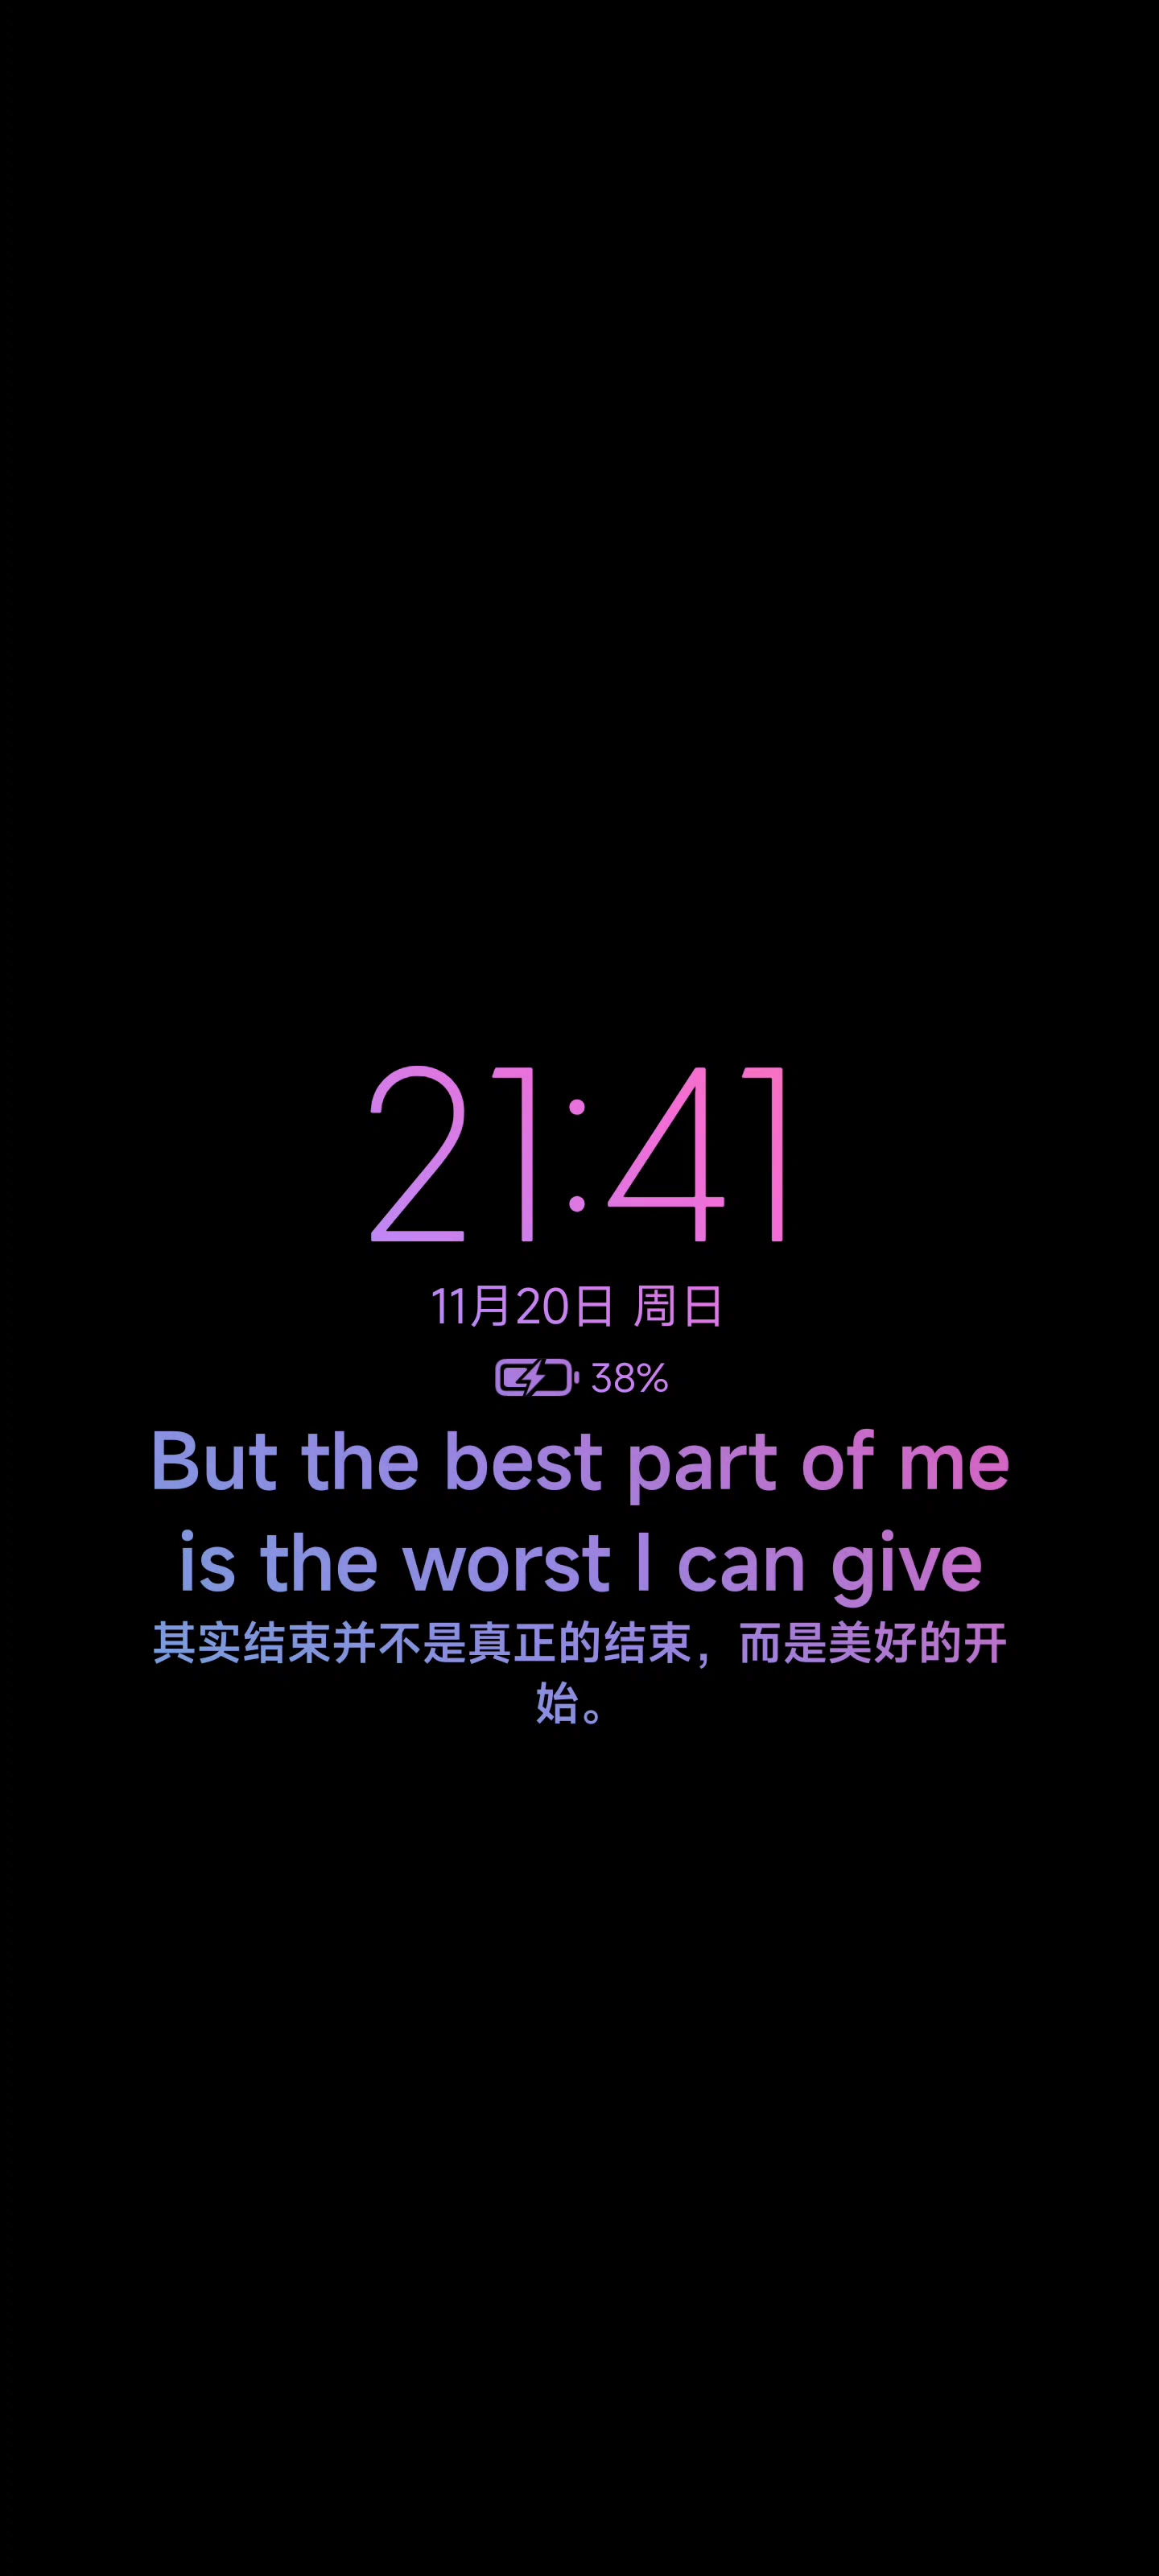 21:41
11月20日 周日
38%
But the best part of me
is the worst I can give
其实结束并不是真正的结束，而是美好的开
始。